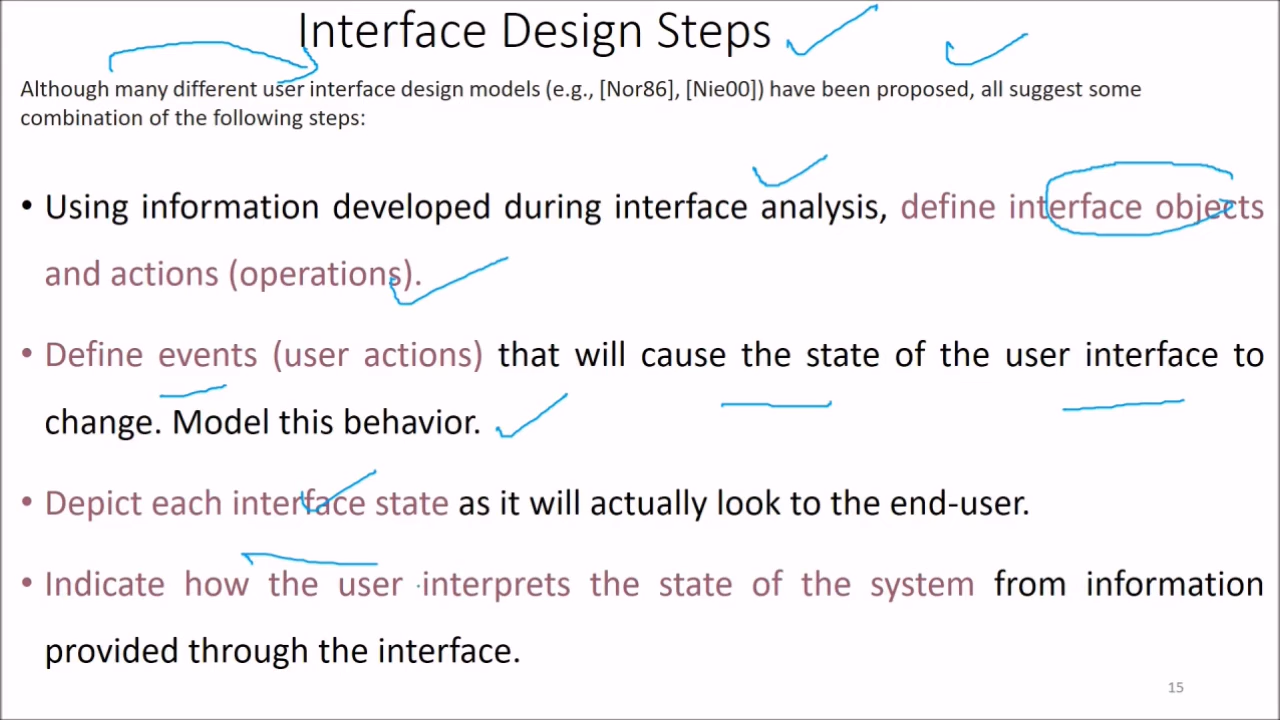 Interface Design Steps
Although many different user interface design models (e.g., [Nor86], [Nie00]) have been proposed, all suggest some
combination of the following steps:
• Using information developed during interface analysis, define interface objects
and actions (operations).
• Define events (user actions) that will cause the state of the user interface to
change. Model this behavior.
• Depict each interface state as it will actually look to the end-user.
• Indicate how the user interprets the state of the system from information
provided through the interface.
15